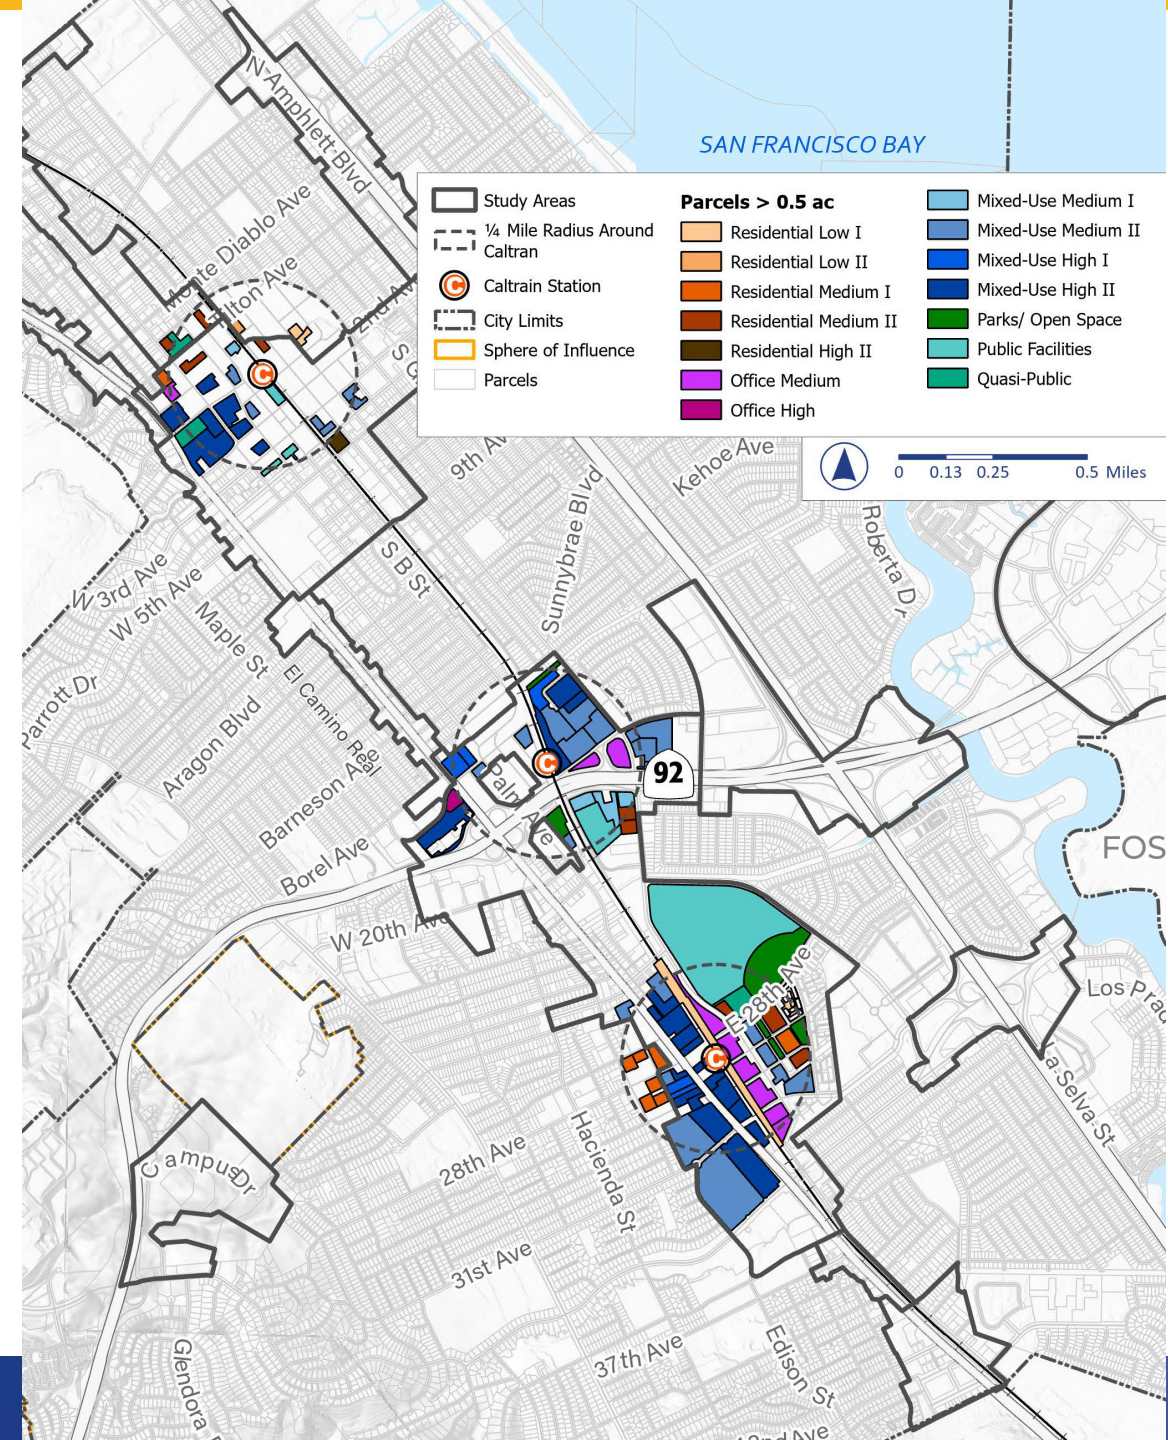 N Amphlett Blvd
SAN FRANCISCO BAY
Study Areas
¼ Mile Radius Around
Caltran
Caltrain Station
City Limits
Sphere of Influence
Parcels
Parcels > 0.5 ac
Residential Low I
Residential Low II
Residential Medium I
Residential Medium II
Residential High II
Office Medium
Office High
Mixed-Use Medium I
Mixed-Use Medium II
Mixed-Use High I
Mixed-Use High II
Parks/ Open Space
Public Facilities
Quasi-Public
0 0.13 0.25 0.5 Miles
Monte Diablo Ave
ilton Ave
2nd Av
S G
C
9th Av
Kehoe Ave
Sunnybrae Blvd
Roberta Dr
S B St
W 3rd Ave
W 5th Ave
Maple St
El Camino Real
Parrott Dr
Aragon Blvd
Barneson Ave
Borel Ave
Palm Ave
C
92
FOS
W 20th Ave
E 28th Ave
Los Prad
La Selva St
C
Campus Dr
28th Ave
Hacienda St
31st Ave
37th Ave
Edison St
Glendora